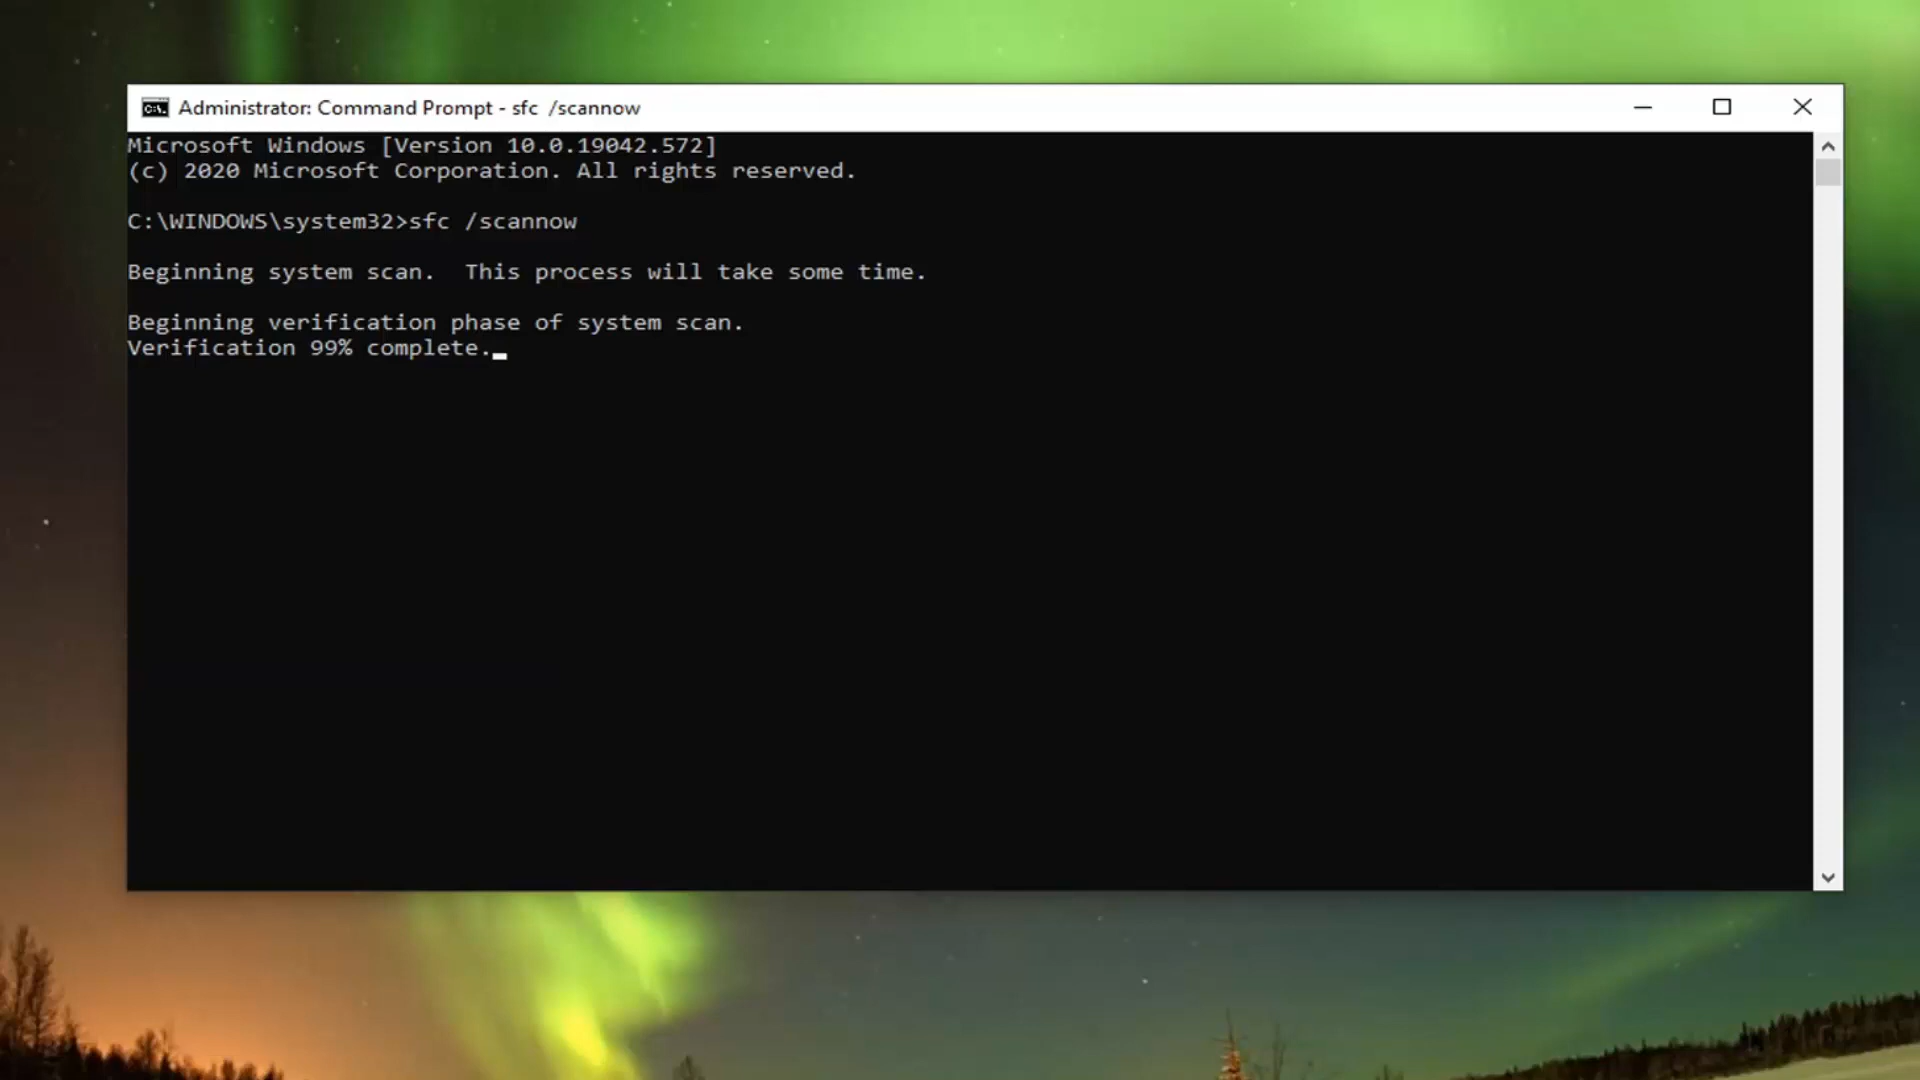 Administrator: Command Prompt - sfc  /scannow
Microsoft Windows [Version 10.0.19042.572]
(c) 2020 Microsoft Corporation. All rights reserved.
C:\WINDOWS\system32>sfc /scannow
Beginning system scan.  This process will take some time.
Beginning verification phase of system scan.
Verification 99% complete.